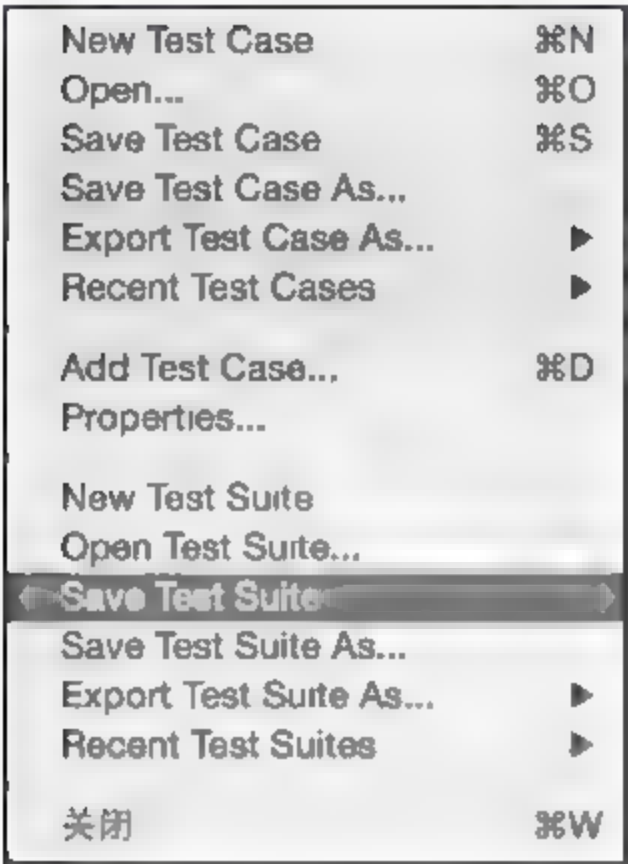 New Test Case ⌘N
Open... ⌘O
Save Test Case ⌘S
Save Test Case As...
Export Test Case As... ▶
Recent Test Cases ▶
Add Test Case... ⌘D
Properties...
New Test Suite
Open Test Suite...
Save Test Suite
Save Test Suite As...
Export Test Suite As... ▶
Recent Test Suites ▶
关闭 ⌘W